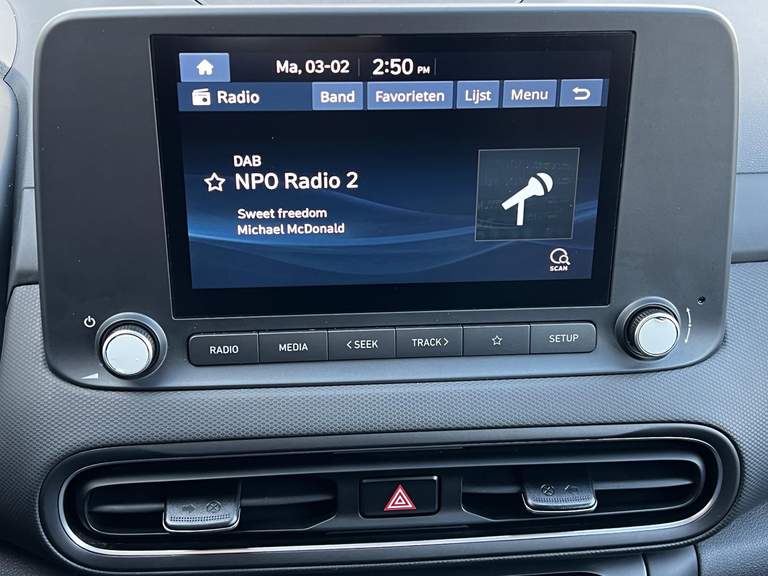 Ma, 03-02 2:50 PM
Radio Band Favorieten Lijst Menu
DAB
NPO Radio 2
Sweet freedom
Michael McDonald
SCAN
RADIO MEDIA < SEEK TRACK > SETUP